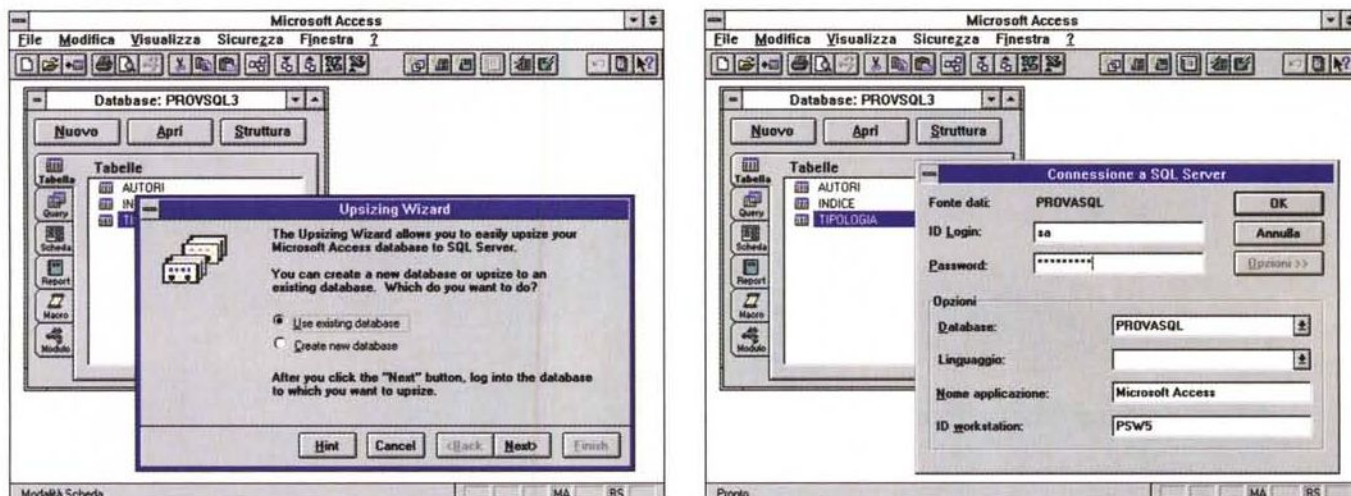 Microsoft Access
File Modifica Visualizza Sicurezza Finestra ?
Database: PROVSQL3
Nuovo Apri Struttura
Tabella
Query
Scheda
Report
Macro
Modulo
Tabelle
AUTORI
IN
TI
Upsizing Wizard
The Upsizing Wizard allows you to easily upsize your
Microsoft Access database to SQL Server.
You can create a new database or upsize to an
existing database. Which do you want to do?
Use existing database
Create new database
After you click the "Next" button, log into the database
to which you want to upsize.
Hint Cancel <Back Next> Finish
Modalità Scheda MA BS
Microsoft Access
File Modifica Visualizza Sicurezza Finestra ?
Database: PROVSQL3
Nuovo Apri Struttura
Tabella
Query
Scheda
Report
Macro
Modulo
Tabelle
AUTORI
INDICE
TIPOLOGIA
Connessione a SQL Server
Fonte dati: PROVASQL OK
ID Login: sa Annulla
Password: ********* Opzioni >>
Opzioni
Database: PROVASQL
Linguaggio:
Nome applicazione: Microsoft Access
ID workstation: PSW5
Pronto MA BS